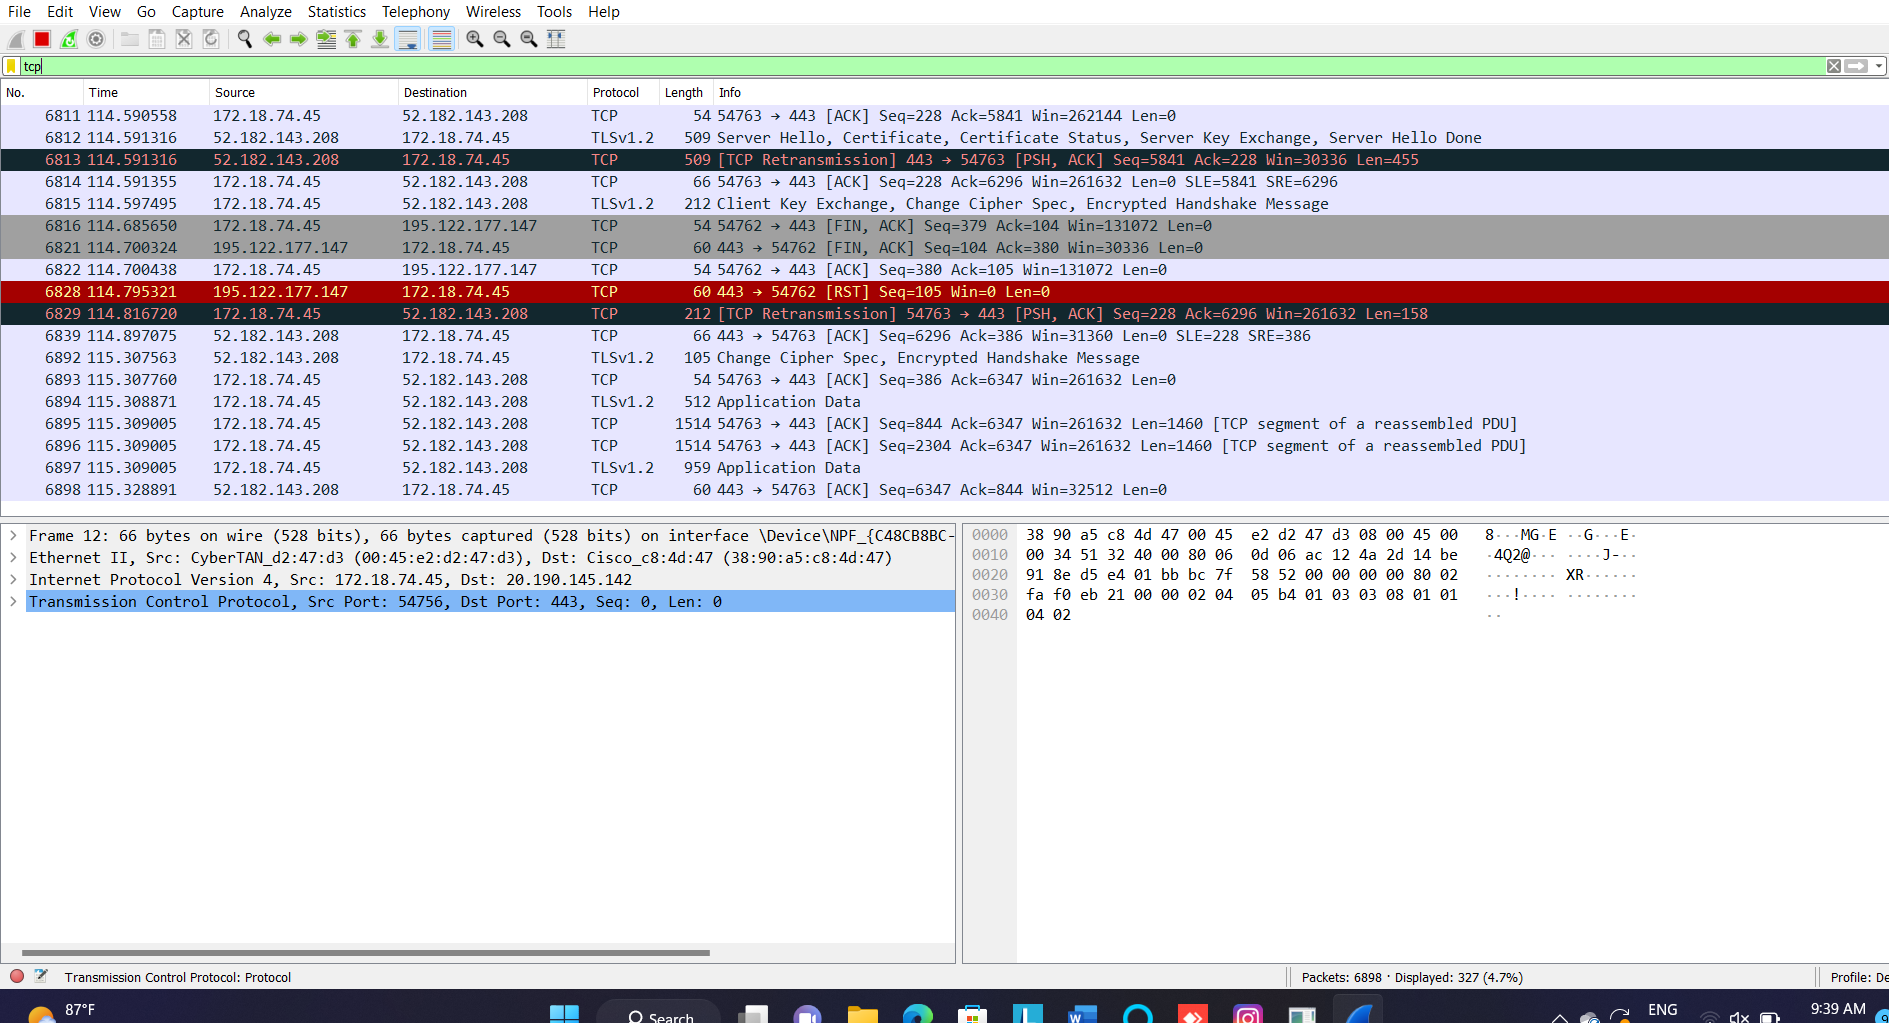 File Edit View Go Capture Analyze Statistics Telephony Wireless Tools Help
tcp
No. Time Source Destination Protocol Length Info
6811 114.590558 172.18.74.45 52.182.143.208 TCP 54 54763 → 443 [ACK] Seq=228 Ack=5841 Win=262144 Len=0
6812 114.591316 52.182.143.208 172.18.74.45 TLSv1.2 509 Server Hello, Certificate, Certificate Status, Server Key Exchange, Server Hello Done
6813 114.591316 52.182.143.208 172.18.74.45 TCP 509 [TCP Retransmission] 443 → 54763 [PSH, ACK] Seq=5841 Ack=228 Win=30336 Len=455
6814 114.591355 172.18.74.45 52.182.143.208 TCP 66 54763 → 443 [ACK] Seq=228 Ack=6296 Win=261632 Len=0 SLE=5841 SRE=6296
6815 114.597495 172.18.74.45 52.182.143.208 TLSv1.2 212 Client Key Exchange, Change Cipher Spec, Encrypted Handshake Message
6816 114.685650 172.18.74.45 195.122.177.147 TCP 54 54762 → 443 [FIN, ACK] Seq=379 Ack=104 Win=131072 Len=0
6821 114.700324 195.122.177.147 172.18.74.45 TCP 60 443 → 54762 [FIN, ACK] Seq=104 Ack=380 Win=30336 Len=0
6822 114.700438 172.18.74.45 195.122.177.147 TCP 54 54762 → 443 [ACK] Seq=380 Ack=105 Win=131072 Len=0
6828 114.795321 195.122.177.147 172.18.74.45 TCP 60 443 → 54762 [RST] Seq=105 Win=0 Len=0
6829 114.816720 172.18.74.45 52.182.143.208 TCP 212 [TCP Retransmission] 54763 → 443 [PSH, ACK] Seq=228 Ack=6296 Win=261632 Len=158
6839 114.897075 52.182.143.208 172.18.74.45 TCP 66 443 → 54763 [ACK] Seq=6296 Ack=386 Win=31360 Len=0 SLE=228 SRE=386
6892 115.307563 52.182.143.208 172.18.74.45 TLSv1.2 105 Change Cipher Spec, Encrypted Handshake Message
6893 115.307760 172.18.74.45 52.182.143.208 TCP 54 54763 → 443 [ACK] Seq=386 Ack=6347 Win=261632 Len=0
6894 115.308871 172.18.74.45 52.182.143.208 TLSv1.2 512 Application Data
6895 115.309005 172.18.74.45 52.182.143.208 TCP 1514 54763 → 443 [ACK] Seq=844 Ack=6347 Win=261632 Len=1460 [TCP segment of a reassembled PDU]
6896 115.309005 172.18.74.45 52.182.143.208 TCP 1514 54763 → 443 [ACK] Seq=2304 Ack=6347 Win=261632 Len=1460 [TCP segment of a reassembled PDU]
6897 115.309005 172.18.74.45 52.182.143.208 TLSv1.2 959 Application Data
6898 115.328891 52.182.143.208 172.18.74.45 TCP 60 443 → 54763 [ACK] Seq=6347 Ack=844 Win=32512 Len=0
Frame 12: 66 bytes on wire (528 bits), 66 bytes captured (528 bits) on interface \Device\NPF_{C48CB8BC-
Ethernet II, Src: CyberTAN_d2:47:d3 (00:45:e2:d2:47:d3), Dst: Cisco_c8:4d:47 (38:90:a5:c8:4d:47)
Internet Protocol Version 4, Src: 172.18.74.45, Dst: 20.190.145.142
Transmission Control Protocol, Src Port: 54756, Dst Port: 443, Seq: 0, Len: 0
0000 38 90 a5 c8 4d 47 00 45 e2 d2 47 d3 08 00 45 00 8···MG·E ··G···E·
0010 00 34 51 32 40 00 80 06 0d 06 ac 12 4a 2d 14 be ·4Q2@··· ····J-··
0020 91 8e d5 e4 01 bb bc 7f 58 52 00 00 00 00 80 02 ········ XR······
0030 fa f0 eb 21 00 00 02 04 05 b4 01 03 03 08 01 01 ···!···· ········
0040 04 02 ··
Transmission Control Protocol: Protocol
Packets: 6898 · Displayed: 327 (4.7%)
Profile: De
87°F
Search
W
ENG
9:39 AM